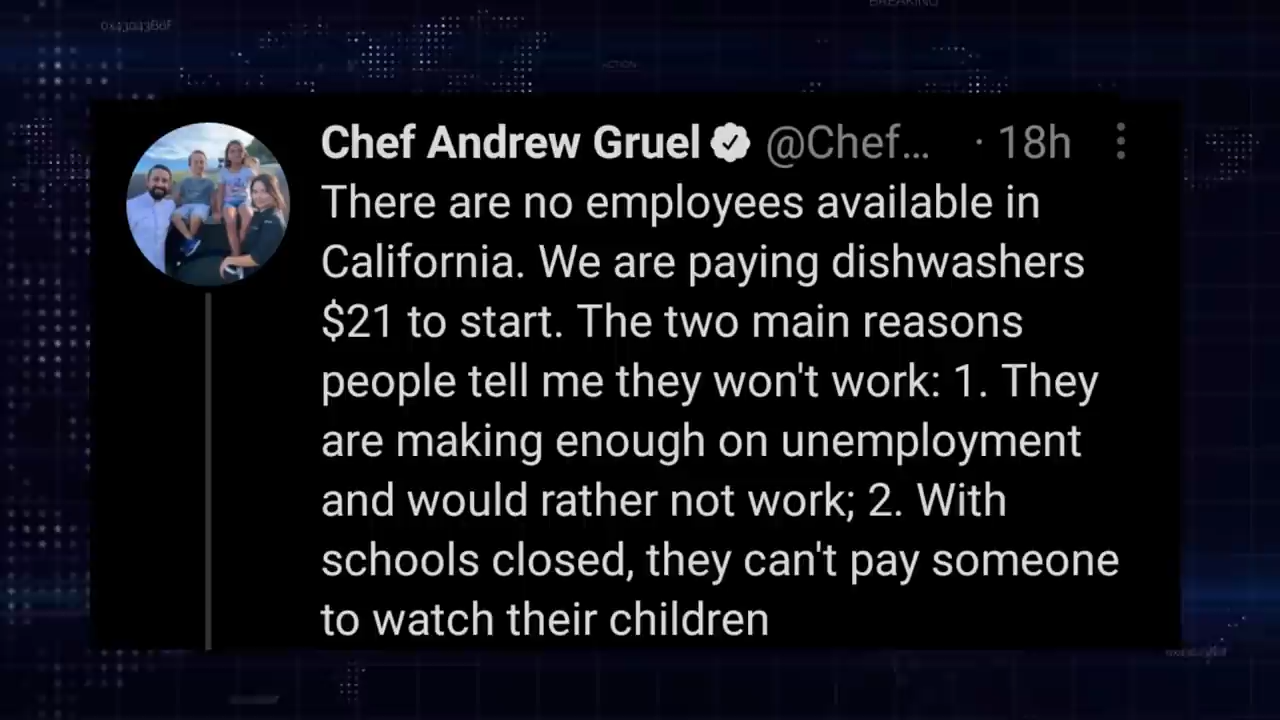 BREAKING
ACTION
Chef Andrew Gruel @Chef... · 18h
There are no employees available in
California. We are paying dishwashers
$21 to start. The two main reasons
people tell me they won't work: 1. They
are making enough on unemployment
and would rather not work; 2. With
schools closed, they can't pay someone
to watch their children